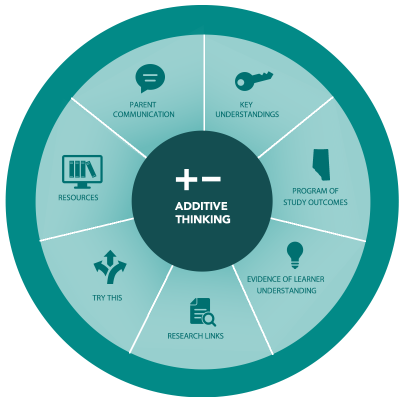 PARENT
COMMUNICATION
KEY
UNDERSTANDINGS
PROGRAM OF
STUDY OUTCOMES
EVIDENCE OF LEARNER
UNDERSTANDING
RESEARCH LINKS
TRY THIS
RESOURCES
+−
ADDITIVE
THINKING